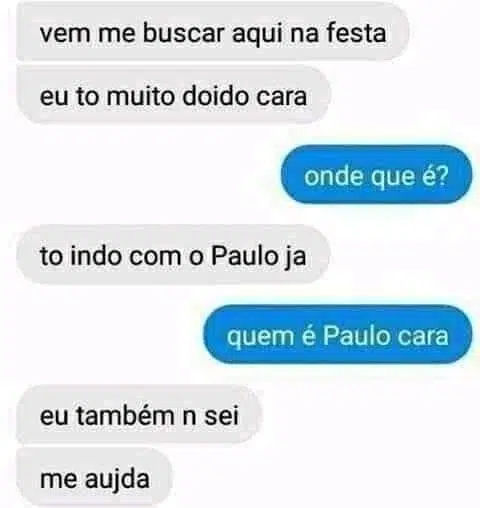 vem me buscar aqui na festa
eu to muito doido cara
onde que é?
to indo com o Paulo ja
quem é Paulo cara
eu também n sei
me aujda